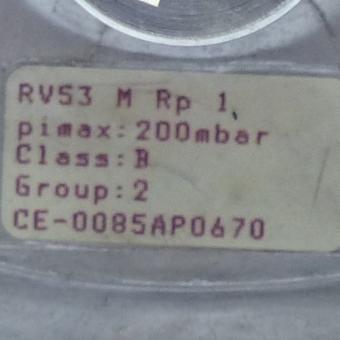 RVS3 M Rp 1,
pimax:200mbar
Class:B
Group:2
CE-0085AP0670